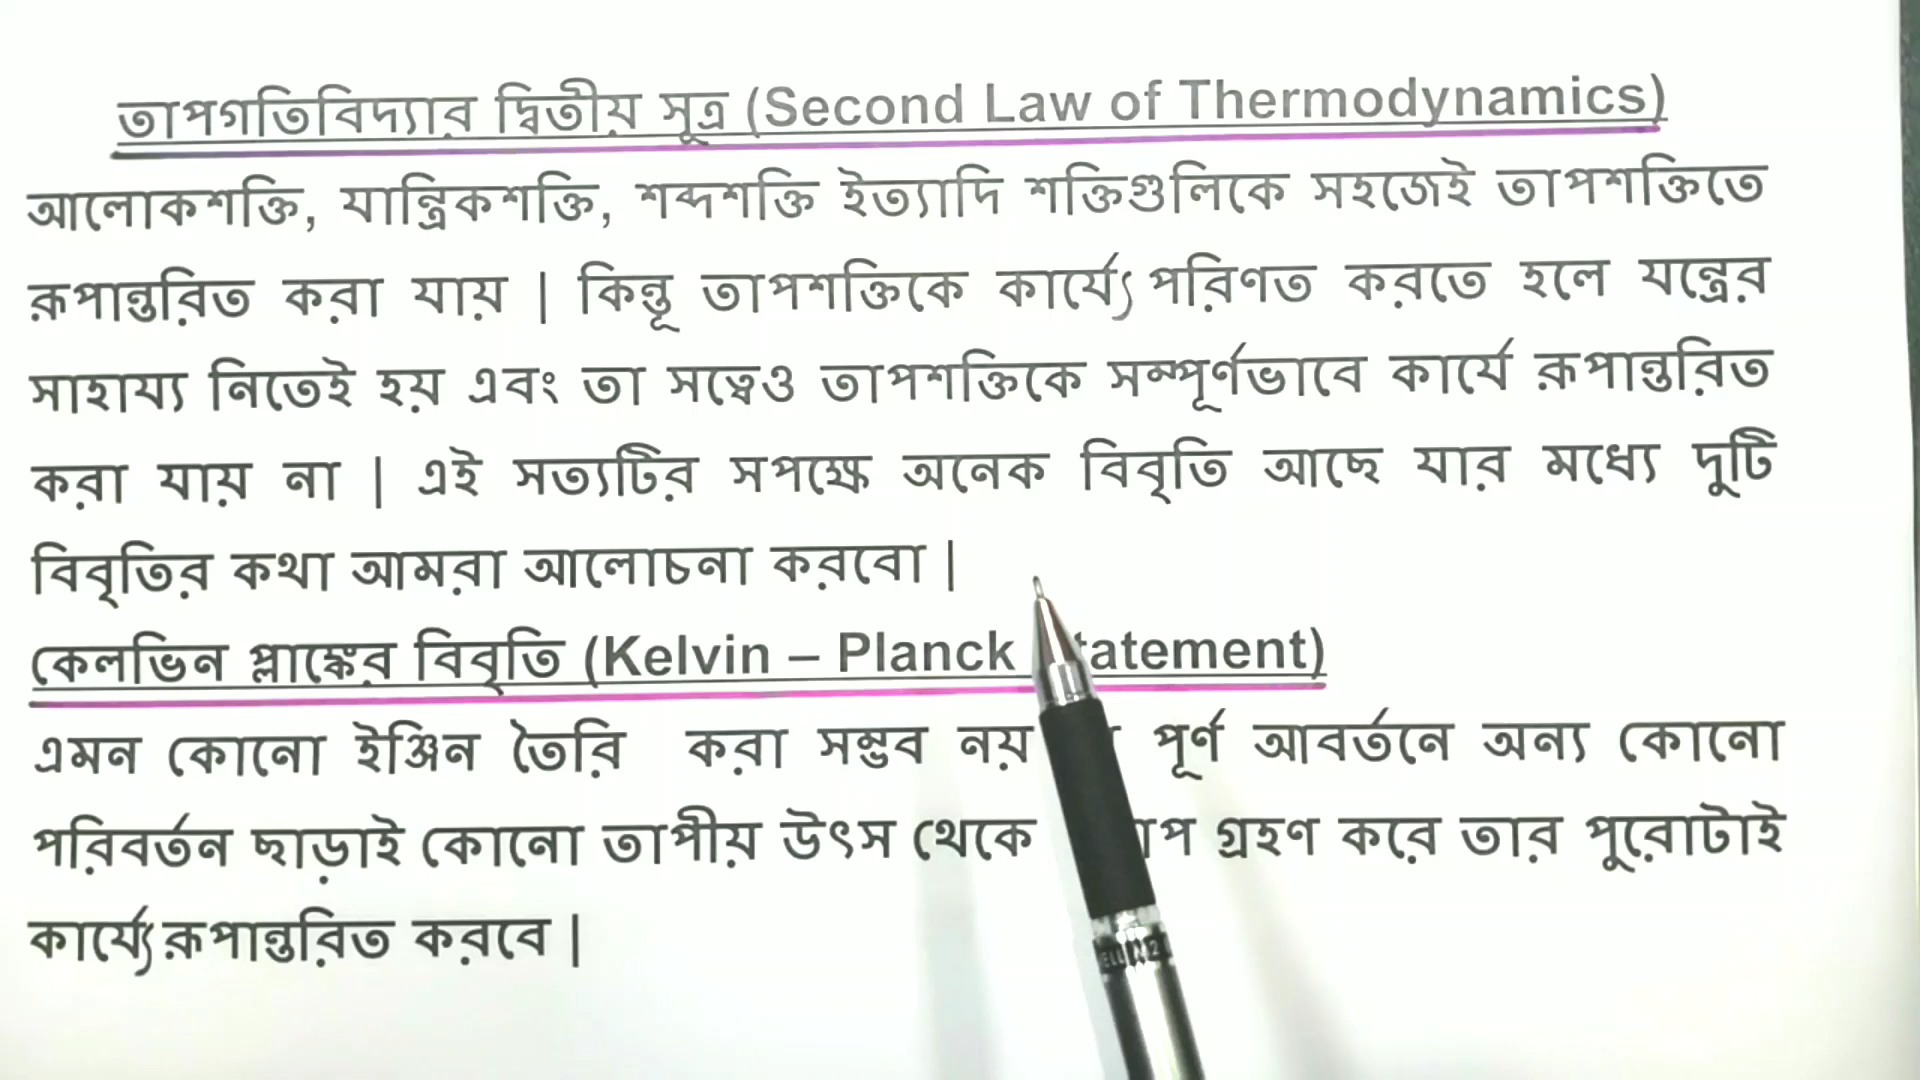 তাপগতিবিদ্যার দ্বিতীয় সূত্র (Second Law of Thermodynamics)
আলোকশক্তি, যান্ত্রিকশক্তি, শব্দশক্তি ইত্যাদি শক্তিগুলিকে সহজেই তাপশক্তিতে
রূপান্তরিত করা যায় | কিন্তূ তাপশক্তিকে কার্যে পরিণত করতে হলে যন্ত্রের
সাহায্য নিতেই হয় এবং তা সত্বেও তাপশক্তিকে সম্পূর্ণভাবে কার্যে রূপান্তরিত
করা যায় না | এই সত্যটির সপক্ষে অনেক বিবৃতি আছে যার মধ্যে দুটি
বিবৃতির কথা আমরা আলোচনা করবো |
কেলভিন প্লাঙ্কের বিবৃতি (Kelvin – Planck
এমন কোনো ইঞ্জিন তৈরি করা সম্ভব নয় পূর্ণ আবর্তনে অন্য কোনো
পরিবর্তন ছাড়াই কোনো তাপীয় উৎস থেকে গ্রহণ করে তার পুরোটাই
কার্যে রূপান্তরিত করবে |